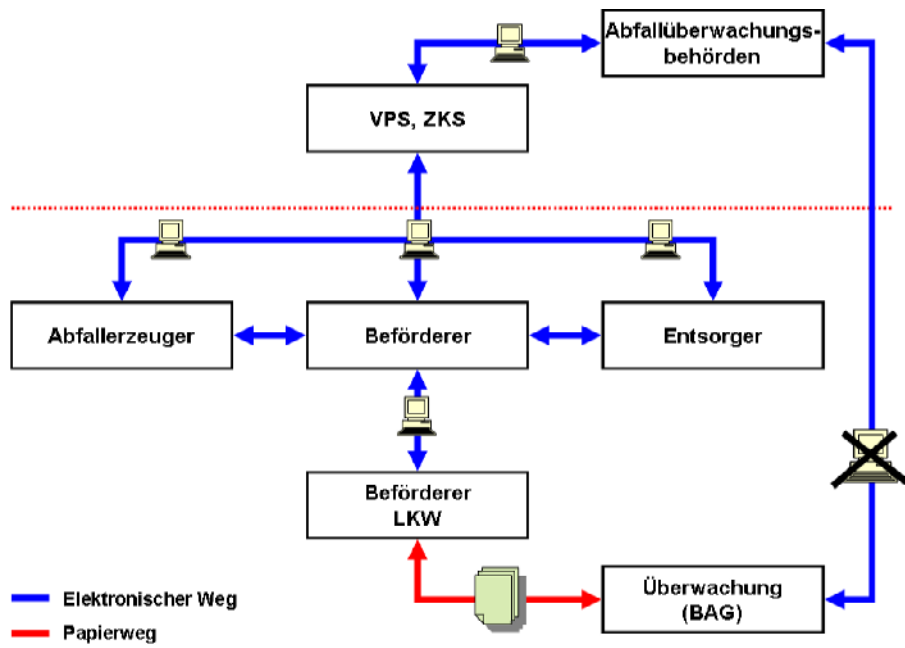 Abfallüberwachungs-
behörden
VPS, ZKS
Abfallerzeuger
Beförderer
Entsorger
Beförderer
LKW
Überwachung
(BAG)
Elektronischer Weg
Papierweg